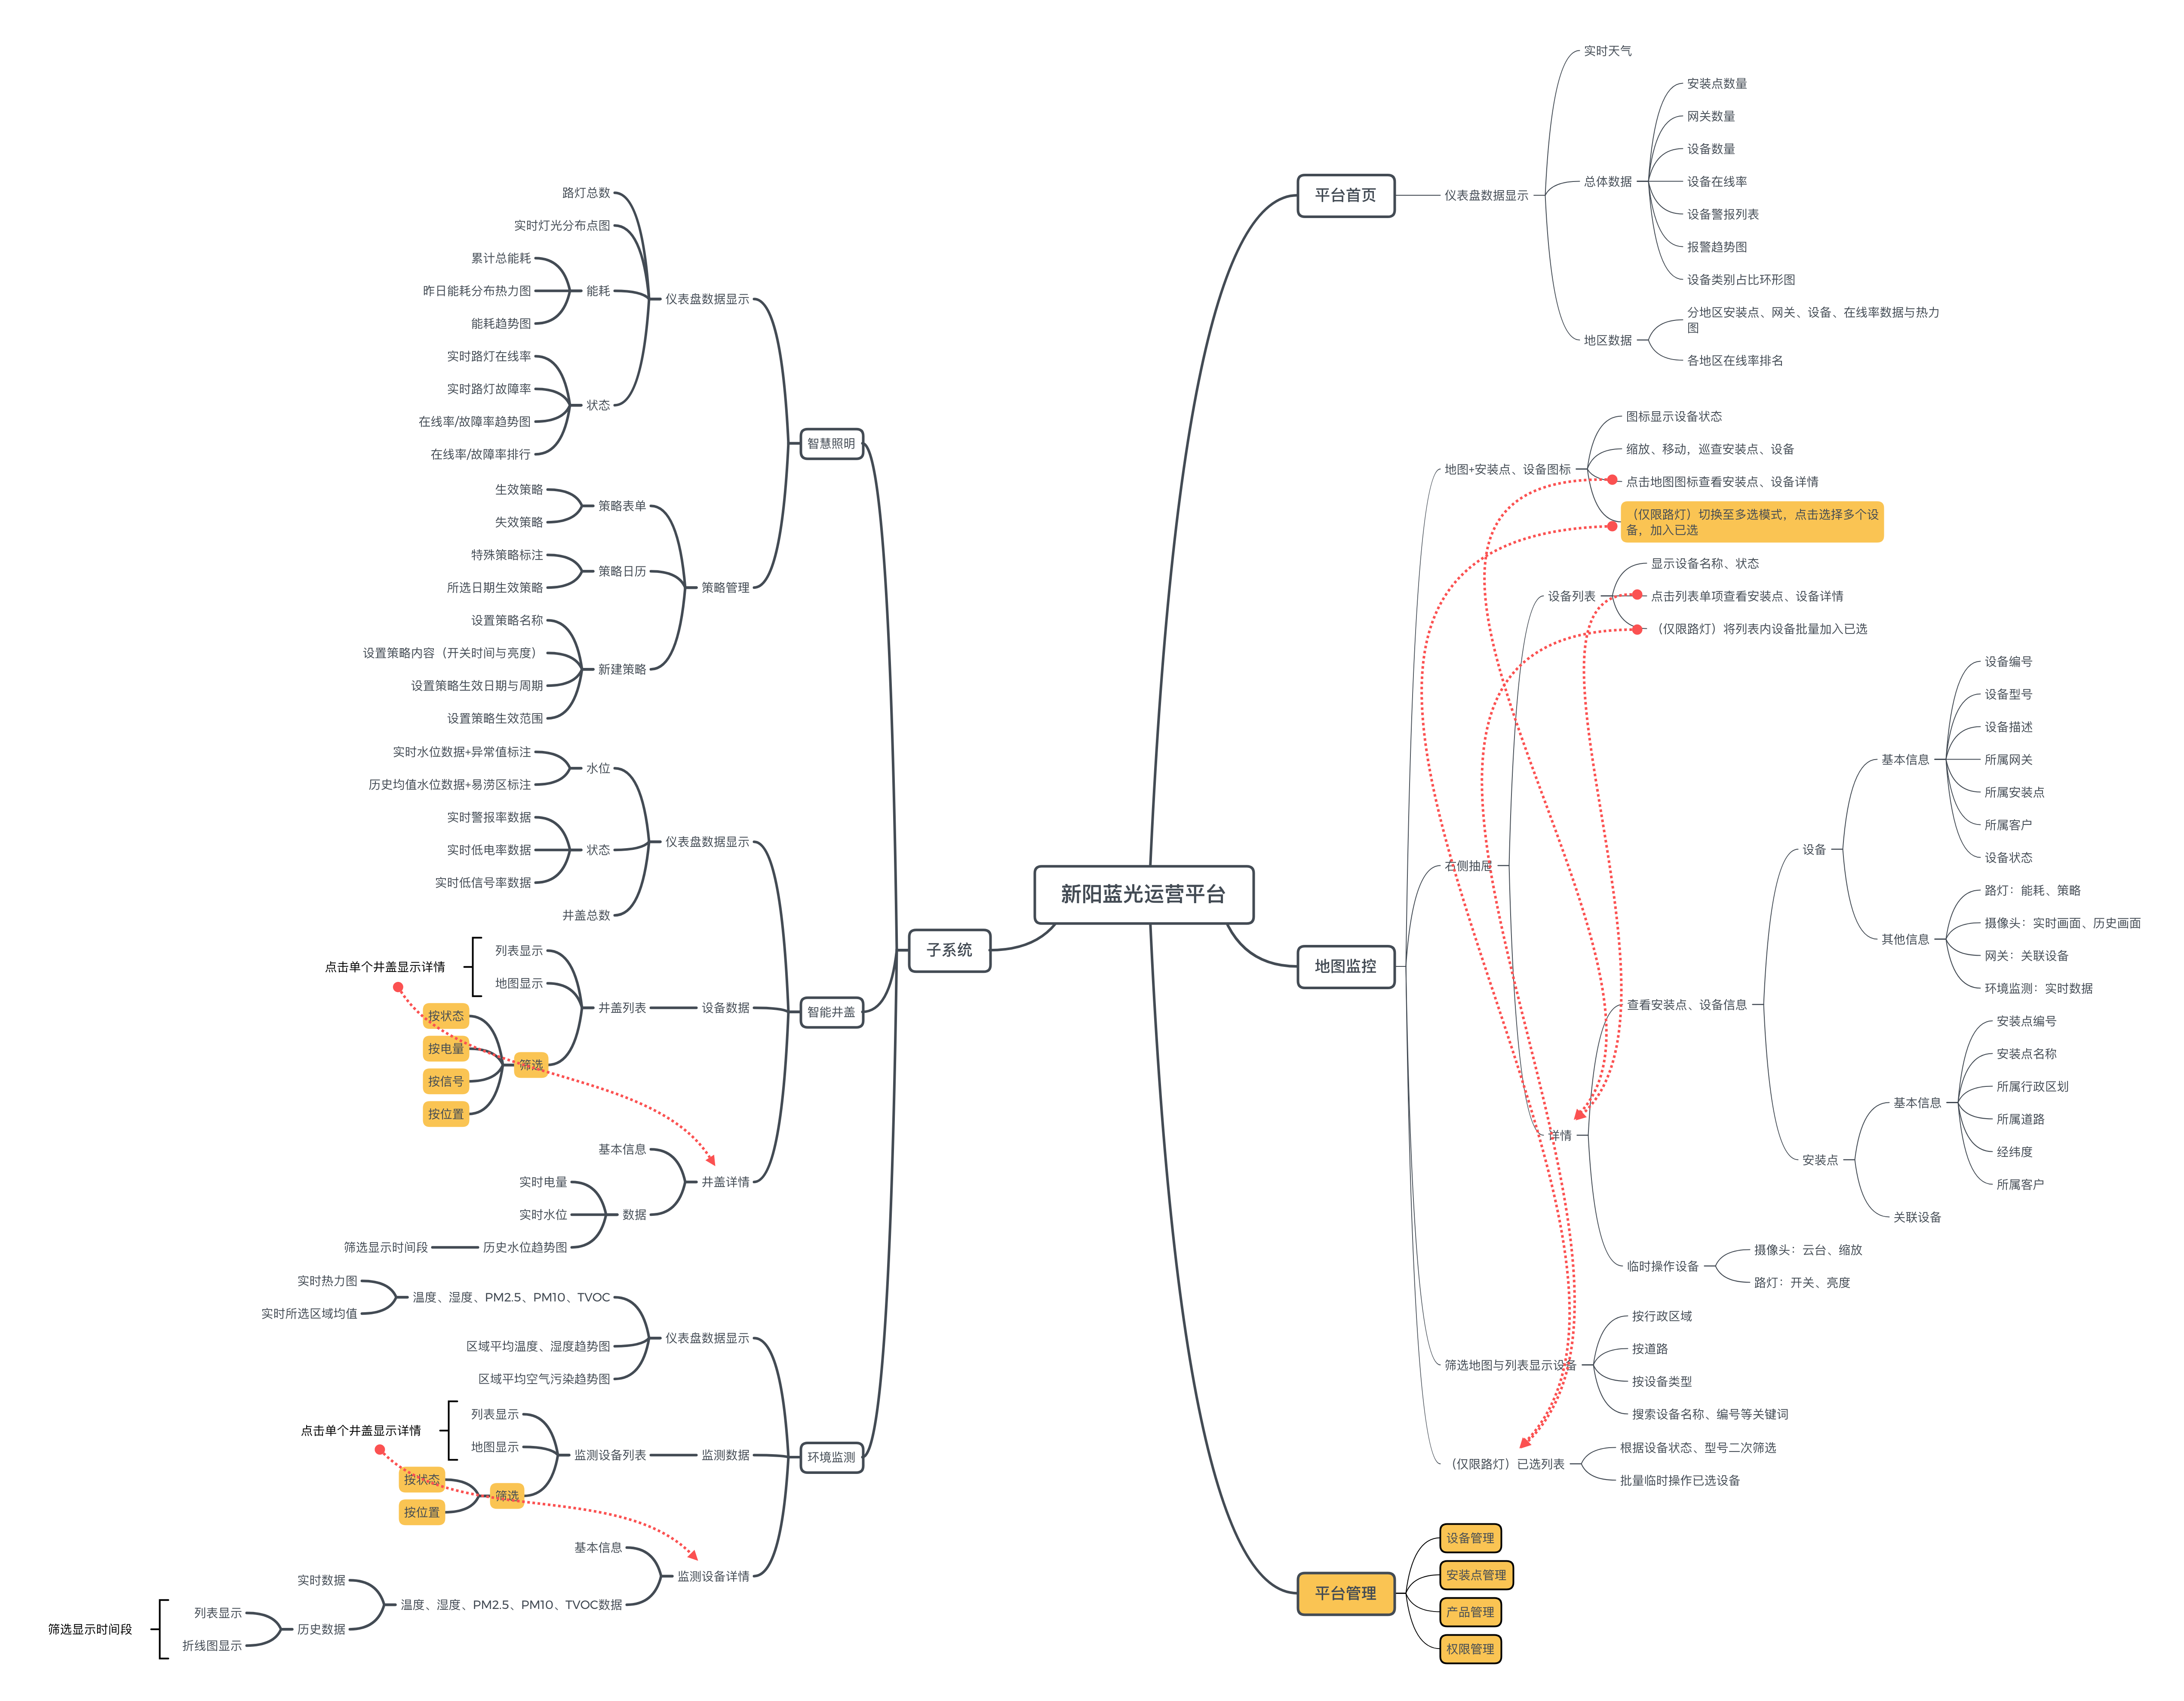 新阳蓝光运营平台
平台首页
仪表盘数据显示
实时天气
总体数据
安装点数量
网关数量
设备数量
设备在线率
设备警报列表
报警趋势图
设备类别占比环形图
地区数据
分地区安装点、网关、设备、在线率数据与热力
图
各地区在线率排名
地图监控
地图+安装点、设备图标
图标显示设备状态
缩放、移动，巡查安装点、设备
点击地图图标查看安装点、设备详情
（仅限路灯）切换至多选模式，点击选择多个设
备，加入已选
右侧抽屉
设备列表
显示设备名称、状态
点击列表单项查看安装点、设备详情
（仅限路灯）将列表内设备批量加入已选
详情
查看安装点、设备信息
设备
基本信息
设备编号
设备型号
设备描述
所属网关
所属安装点
所属客户
设备状态
其他信息
路灯：能耗、策略
摄像头：实时画面、历史画面
网关：关联设备
环境监测：实时数据
安装点
基本信息
安装点编号
安装点名称
所属行政区划
所属道路
经纬度
所属客户
关联设备
临时操作设备
摄像头：云台、缩放
路灯：开关、亮度
筛选地图与列表显示设备
按行政区域
按道路
按设备类型
搜索设备名称、编号等关键词
（仅限路灯）已选列表
根据设备状态、型号二次筛选
批量临时操作已选设备
平台管理
设备管理
安装点管理
产品管理
权限管理
子系统
智慧照明
仪表盘数据显示
路灯总数
实时灯光分布点图
能耗
累计总能耗
昨日能耗分布热力图
能耗趋势图
状态
实时路灯在线率
实时路灯故障率
在线率/故障率趋势图
在线率/故障率排行
策略管理
策略表单
生效策略
失效策略
策略日历
特殊策略标注
所选日期生效策略
新建策略
设置策略名称
设置策略内容（开关时间与亮度）
设置策略生效日期与周期
设置策略生效范围
智能井盖
仪表盘数据显示
水位
实时水位数据+异常值标注
历史均值水位数据+易涝区标注
状态
实时警报率数据
实时低电率数据
实时低信号率数据
井盖总数
设备数据
井盖列表
列表显示
地图显示
点击单个井盖显示详情
筛选
按状态
按电量
按信号
按位置
井盖详情
基本信息
数据
实时电量
实时水位
历史水位趋势图
筛选显示时间段
环境监测
仪表盘数据显示
温度、湿度、PM2.5、PM10、TVOC
实时热力图
实时所选区域均值
区域平均温度、湿度趋势图
区域平均空气污染趋势图
监测数据
监测设备列表
列表显示
地图显示
点击单个井盖显示详情
筛选
按状态
按位置
监测设备详情
基本信息
温度、湿度、PM2.5、PM10、TVOC数据
实时数据
历史数据
列表显示
折线图显示
筛选显示时间段